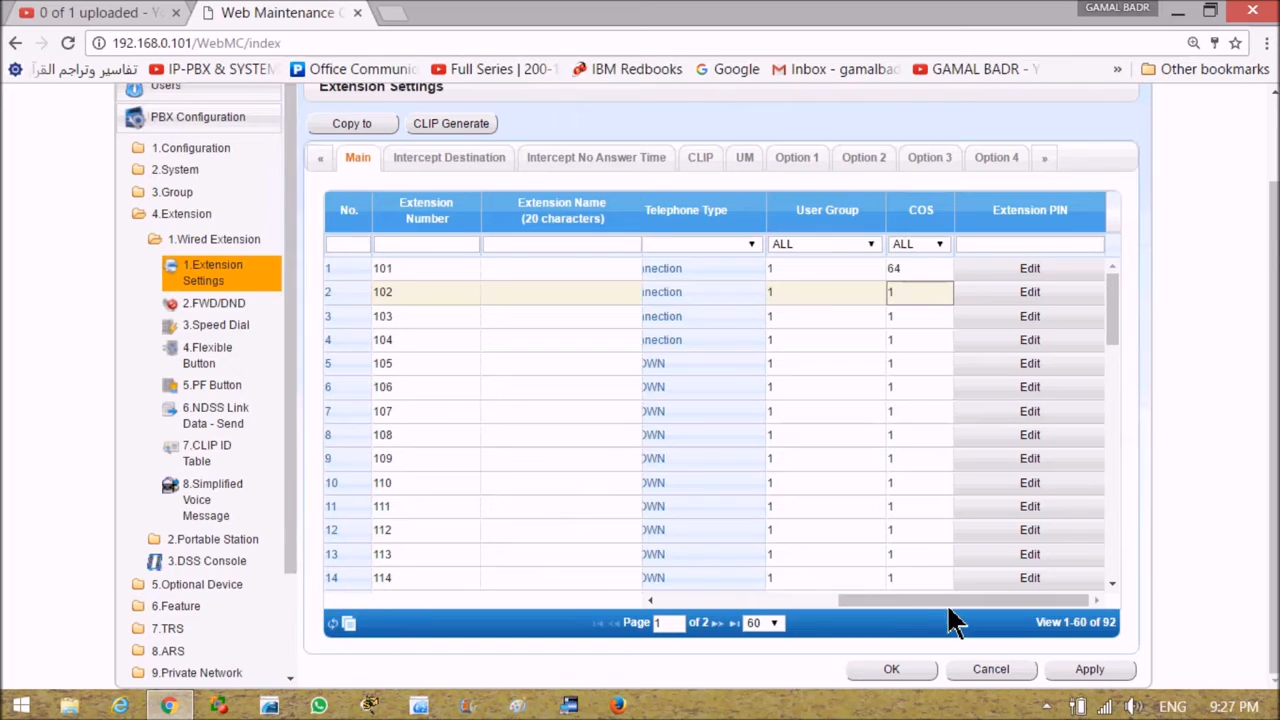 GAMAL BADR
0 of 1 uploaded - Y
Web Maintenance C
192.168.0.101/WebMC/index
تفاسير وتراجم القرآ
IP-PBX & SYSTEM
Office Communic
Full Series | 200-1
IBM Redbooks
Google
Inbox - gamalbad
GAMAL BADR - Y
»
Other bookmarks
Users
PBX Configuration
1.Configuration
2.System
3.Group
4.Extension
1.Wired Extension
1.Extension
Settings
2.FWD/DND
3.Speed Dial
4.Flexible
Button
5.PF Button
6.NDSS Link
Data - Send
7.CLIP ID
Table
8.Simplified
Voice
Message
2.Portable Station
3.DSS Console
5.Optional Device
6.Feature
7.TRS
8.ARS
9.Private Network
Extension Settings
Copy to CLIP Generate
« Main Intercept Destination Intercept No Answer Time CLIP UM Option 1 Option 2 Option 3 Option 4 »
No. Extension Number Extension Name (20 characters) Telephone Type User Group COS Extension PIN
ALL ALL
1 101 nnection 1 64 Edit
2 102 nnection 1 1 Edit
3 103 nnection 1 1 Edit
4 104 nnection 1 1 Edit
5 105 OWN 1 1 Edit
6 106 OWN 1 1 Edit
7 107 OWN 1 1 Edit
8 108 OWN 1 1 Edit
9 109 OWN 1 1 Edit
10 110 OWN 1 1 Edit
11 111 OWN 1 1 Edit
12 112 OWN 1 1 Edit
13 113 OWN 1 1 Edit
14 114 OWN 1 1 Edit
Page 1 of 2 60 View 1-60 of 92
OK Cancel Apply
ENG 9:27 PM